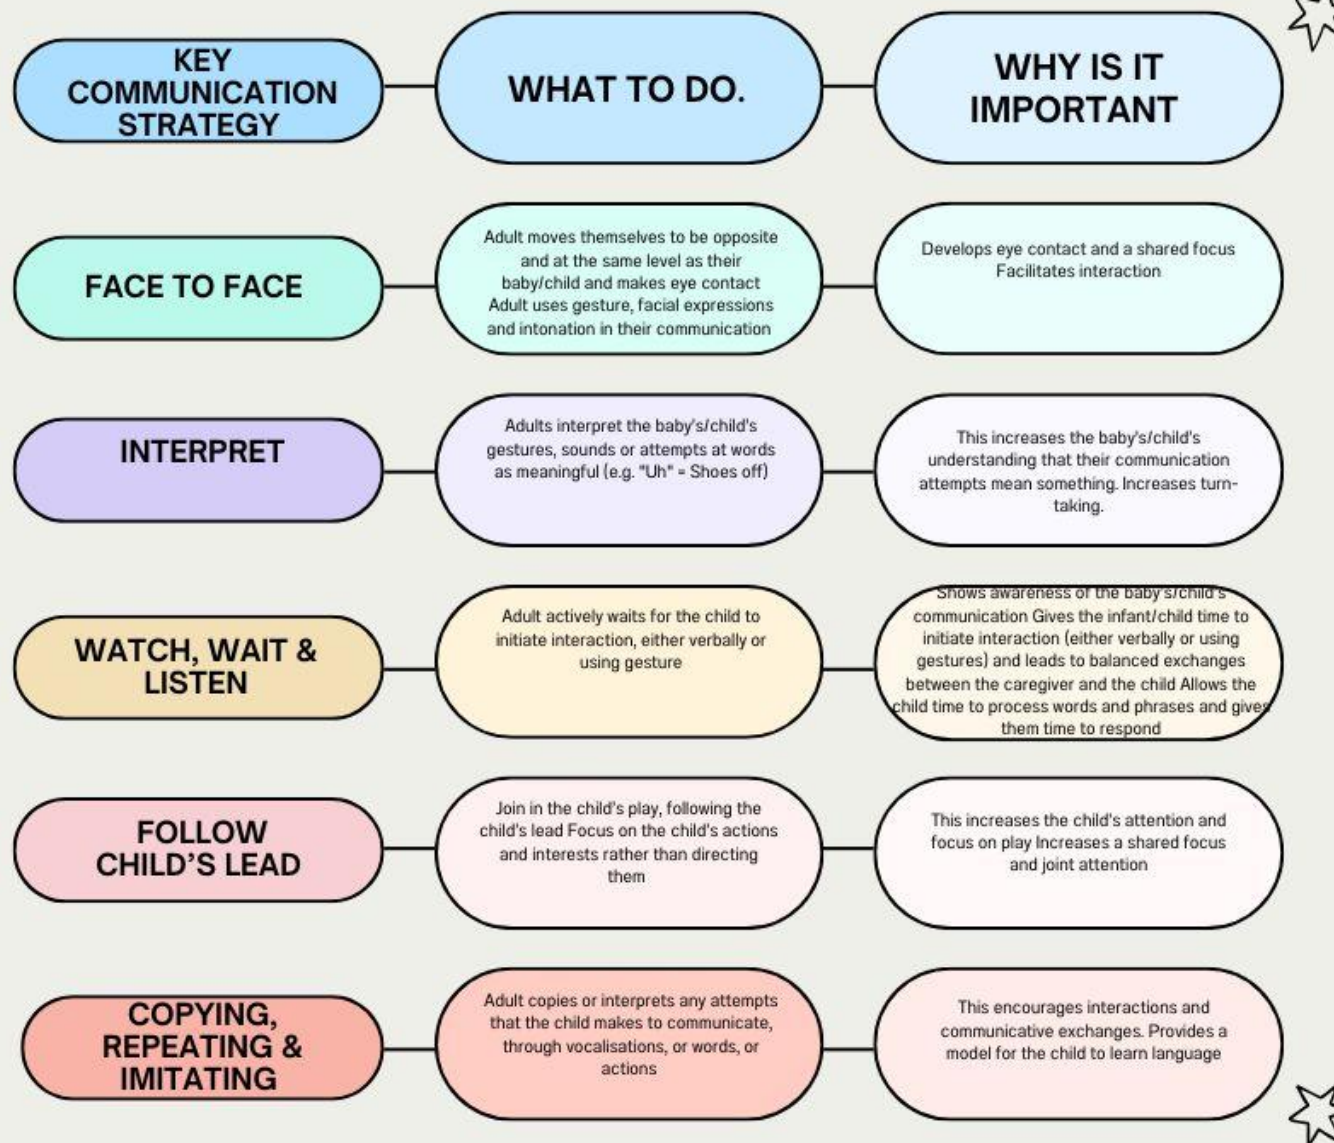 KEY
COMMUNICATION
STRATEGY
WHAT TO DO.
WHY IS IT
IMPORTANT
FACE TO FACE
Adult moves themselves to be opposite
and at the same level as their
baby/child and makes eye contact
Adult uses gesture, facial expressions
and intonation in their communication
Develops eye contact and a shared focus
Facilitates interaction
INTERPRET
Adults interpret the baby's/child's
gestures, sounds or attempts at words
as meaningful (e.g. "Uh" = Shoes off)
This increases the baby's/child's
understanding that their communication
attempts mean something. Increases turn-
taking.
WATCH, WAIT &
LISTEN
Adult actively waits for the child to
initiate interaction, either verbally or
using gesture
Shows awareness of the baby's/child's
communication Gives the infant/child time to
initiate interaction (either verbally or using
gestures) and leads to balanced exchanges
between the caregiver and the child Allows the
child time to process words and phrases and gives
them time to respond
FOLLOW
CHILD'S LEAD
Join in the child's play, following the
child's lead Focus on the child's actions
and interests rather than directing
them
This increases the child's attention and
focus on play Increases a shared focus
and joint attention
COPYING,
REPEATING &
IMITATING
Adult copies or interprets any attempts
that the child makes to communicate,
through vocalisations, or words, or
actions
This encourages interactions and
communicative exchanges. Provides a
model for the child to learn language